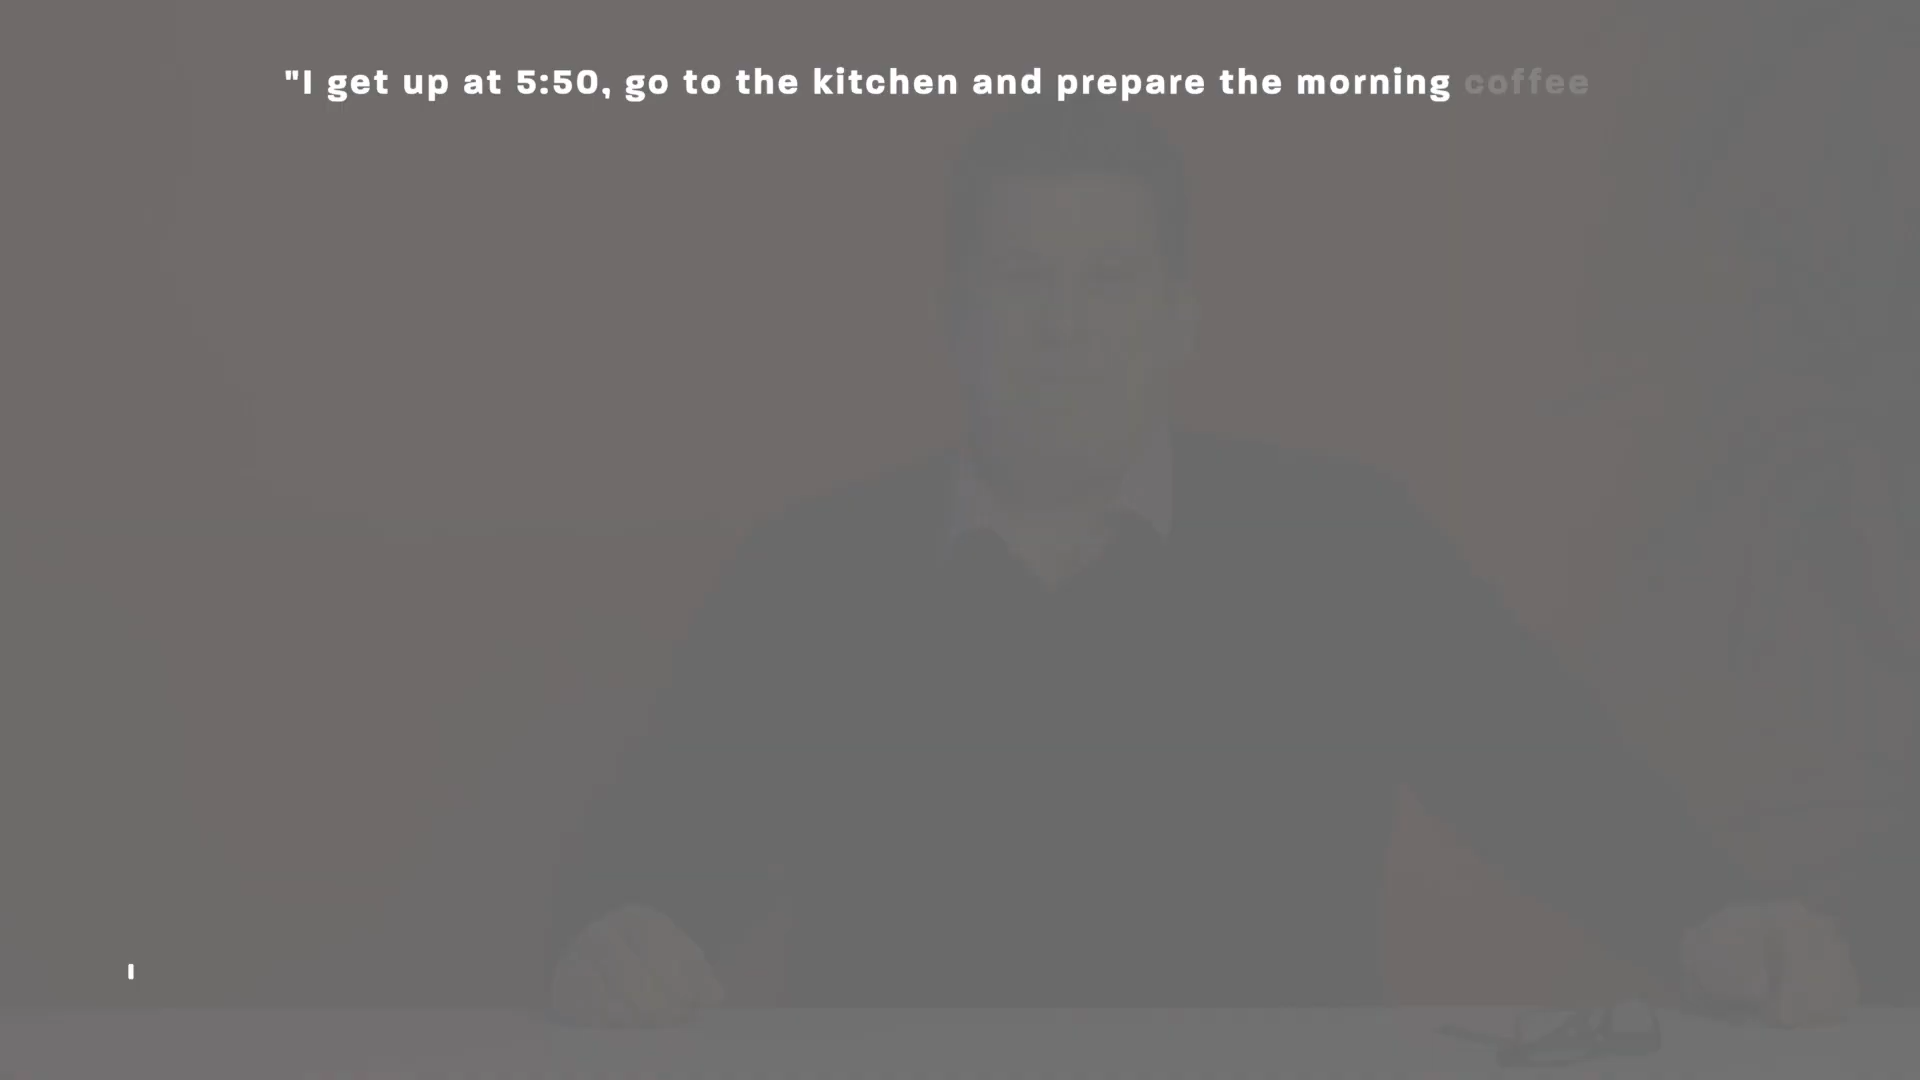 "I get up at 5:50, go to the kitchen and prepare the morning coffee
I